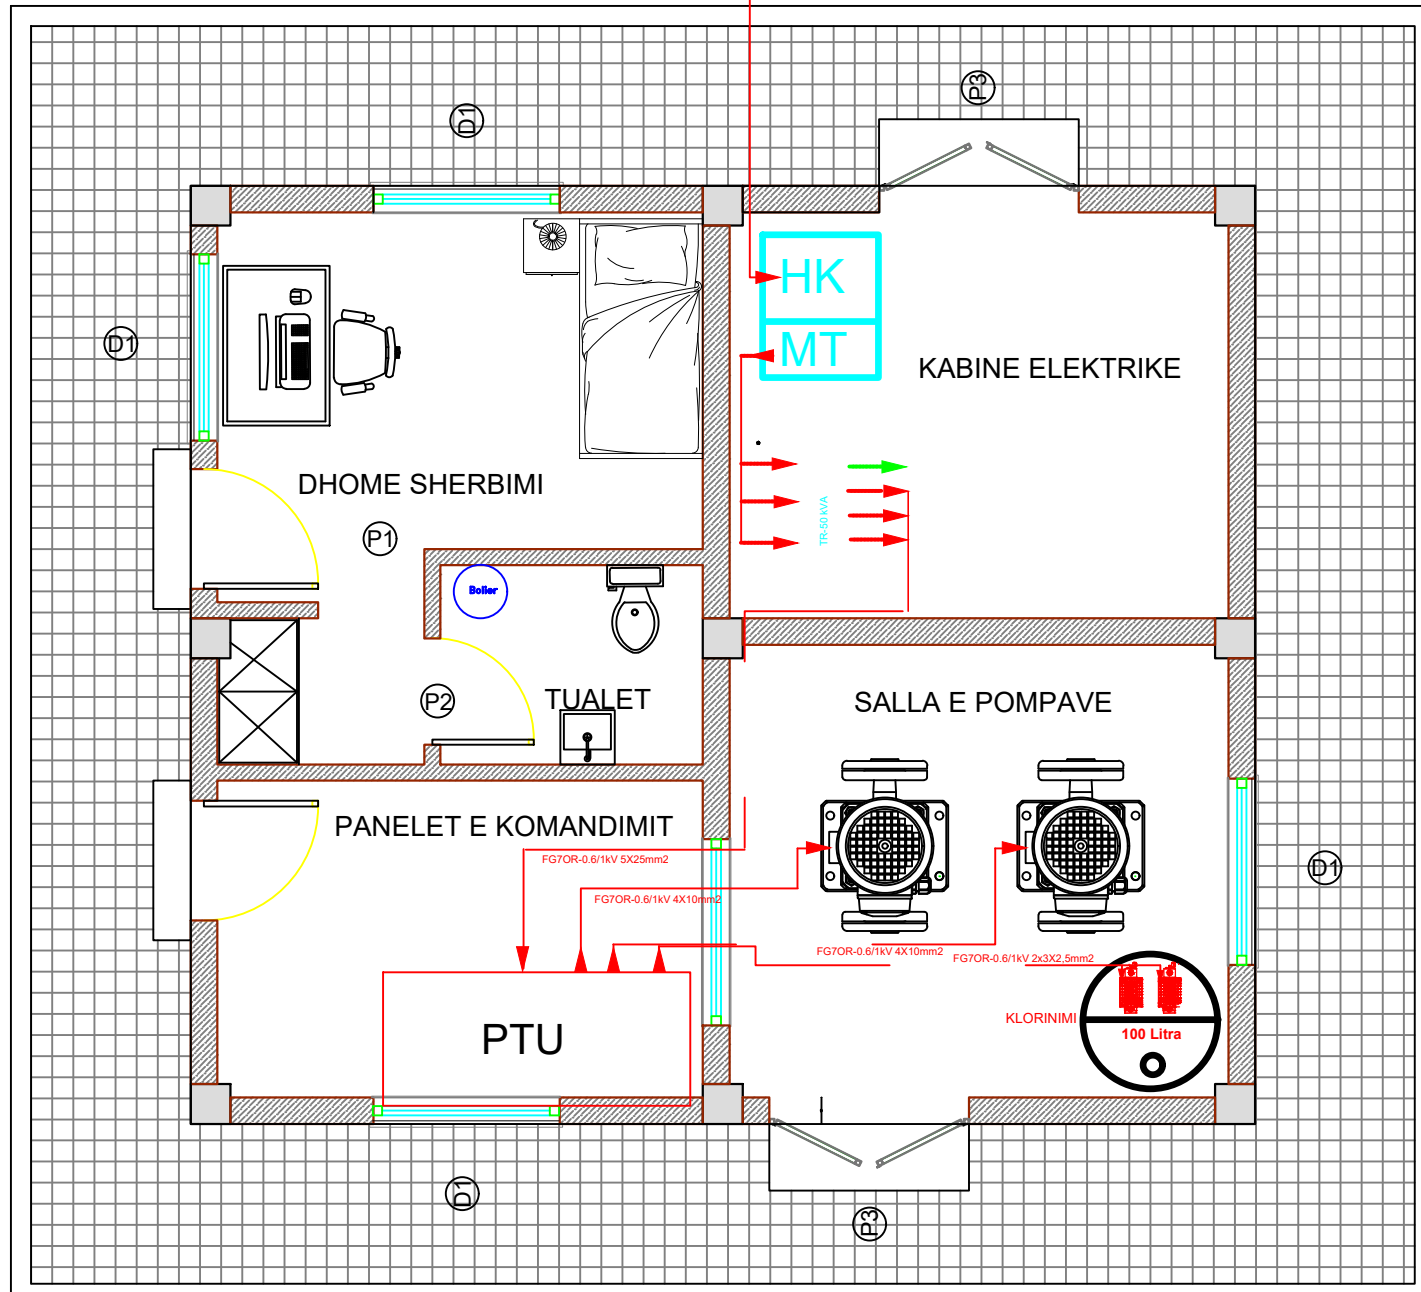 P3
D1
HK
MT
KABINE ELEKTRIKE
D1
DHOME SHERBIMI
TR-50 kVA
P1
Bolier
P2
TUALET
SALLA E POMPAVE
PANELET E KOMANDIMIT
FG7OR-0.6/1kV 5X25mm2
D1
FG7OR-0.6/1kV 4X10mm2
FG7OR-0.6/1kV 4X10mm2
FG7OR-0.6/1kV 2x3X2,5mm2
KLORINIMI
100 Litra
PTU
D1
P3